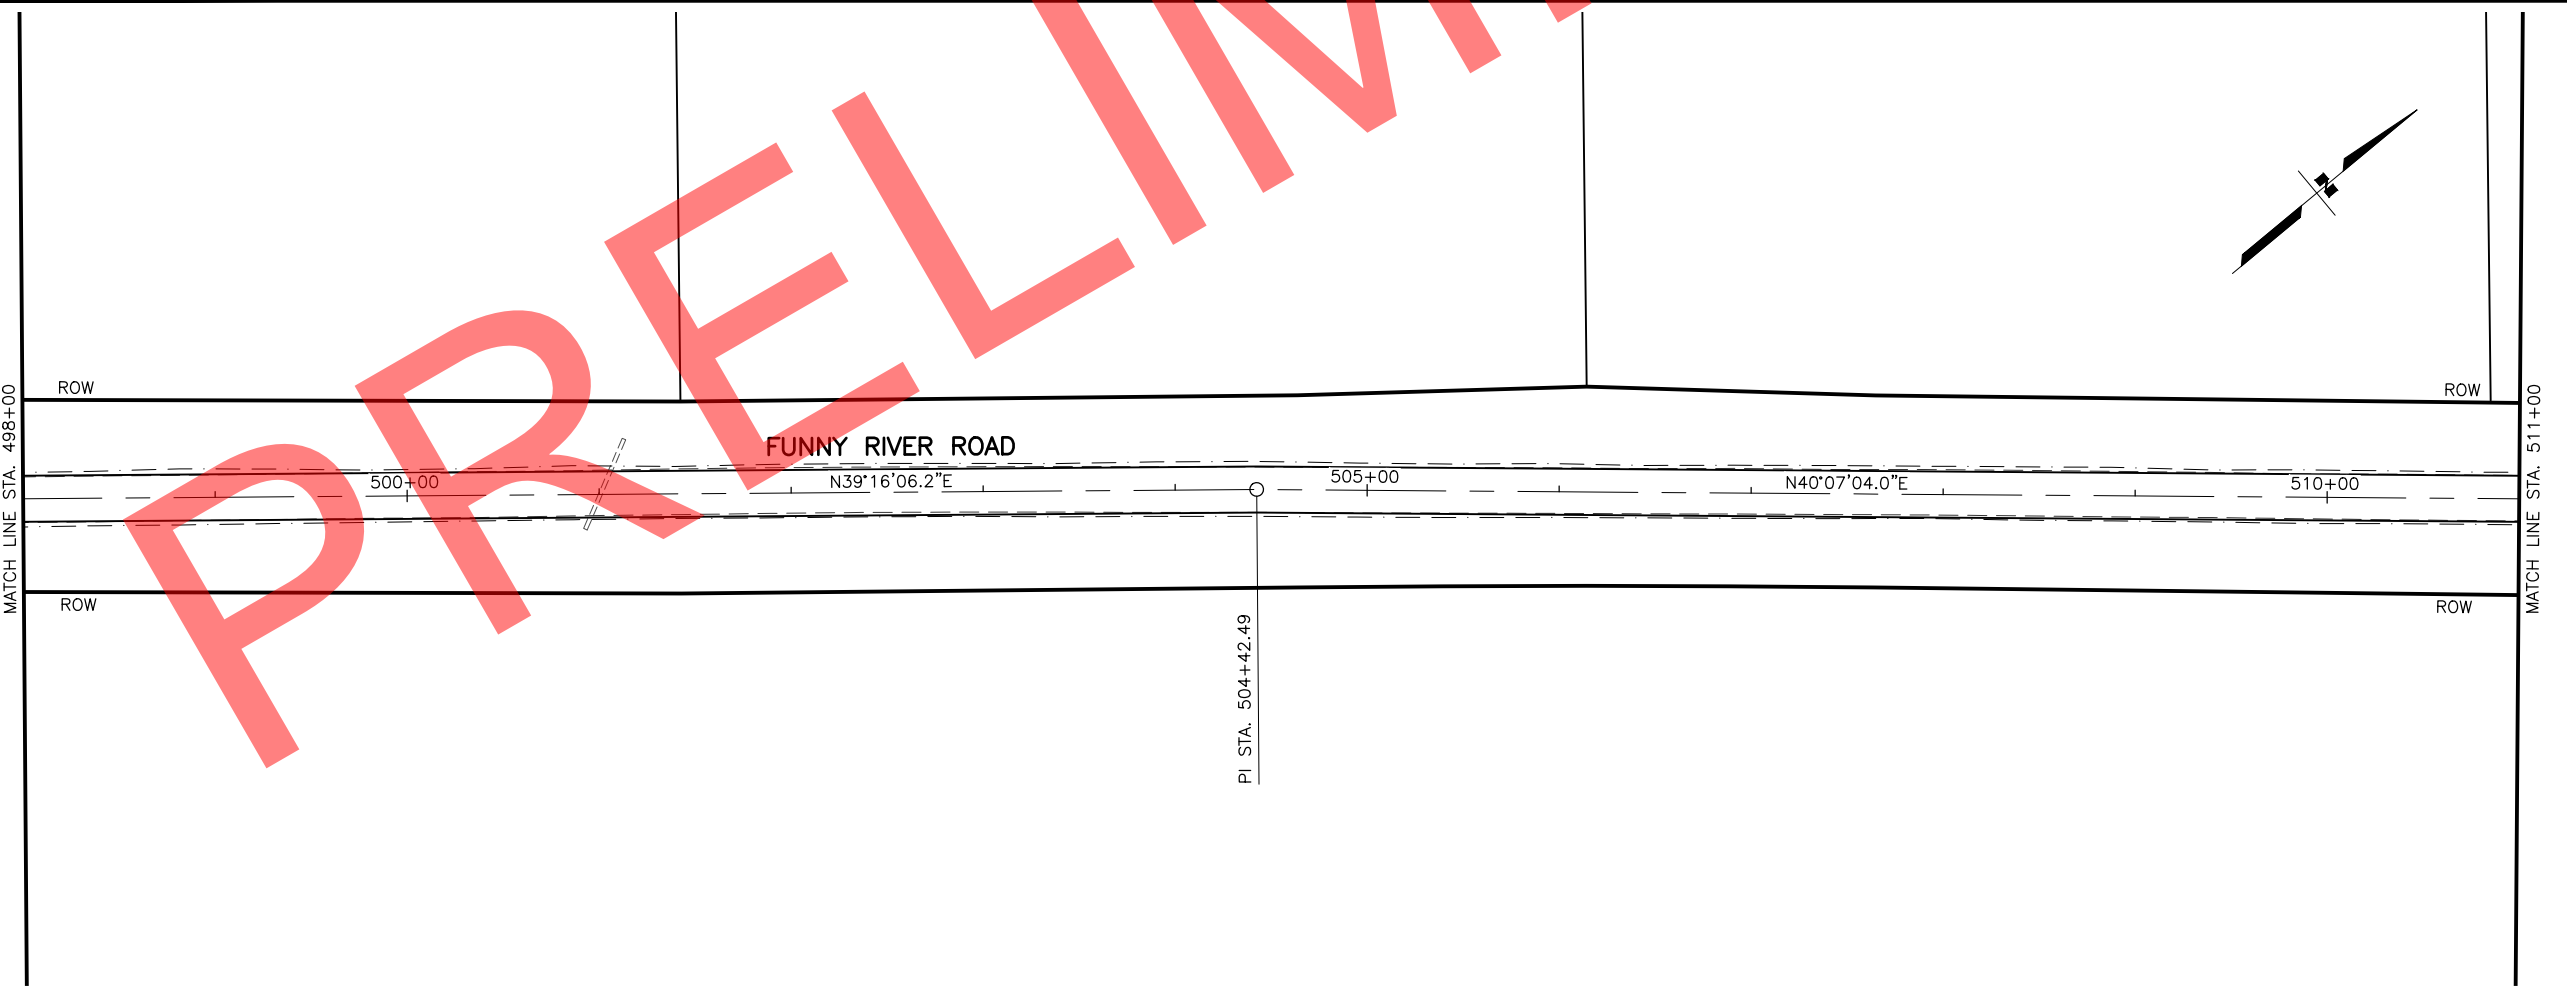 PRELIM
ROW
ROW
MATCH LINE STA. 498+00
FUNNY RIVER ROAD
500+00
N39°16'06.2"E
505+00
N40°07'04.0"E
510+00
MATCH LINE STA. 511+00
ROW
ROW
PI STA. 504+42.49
N